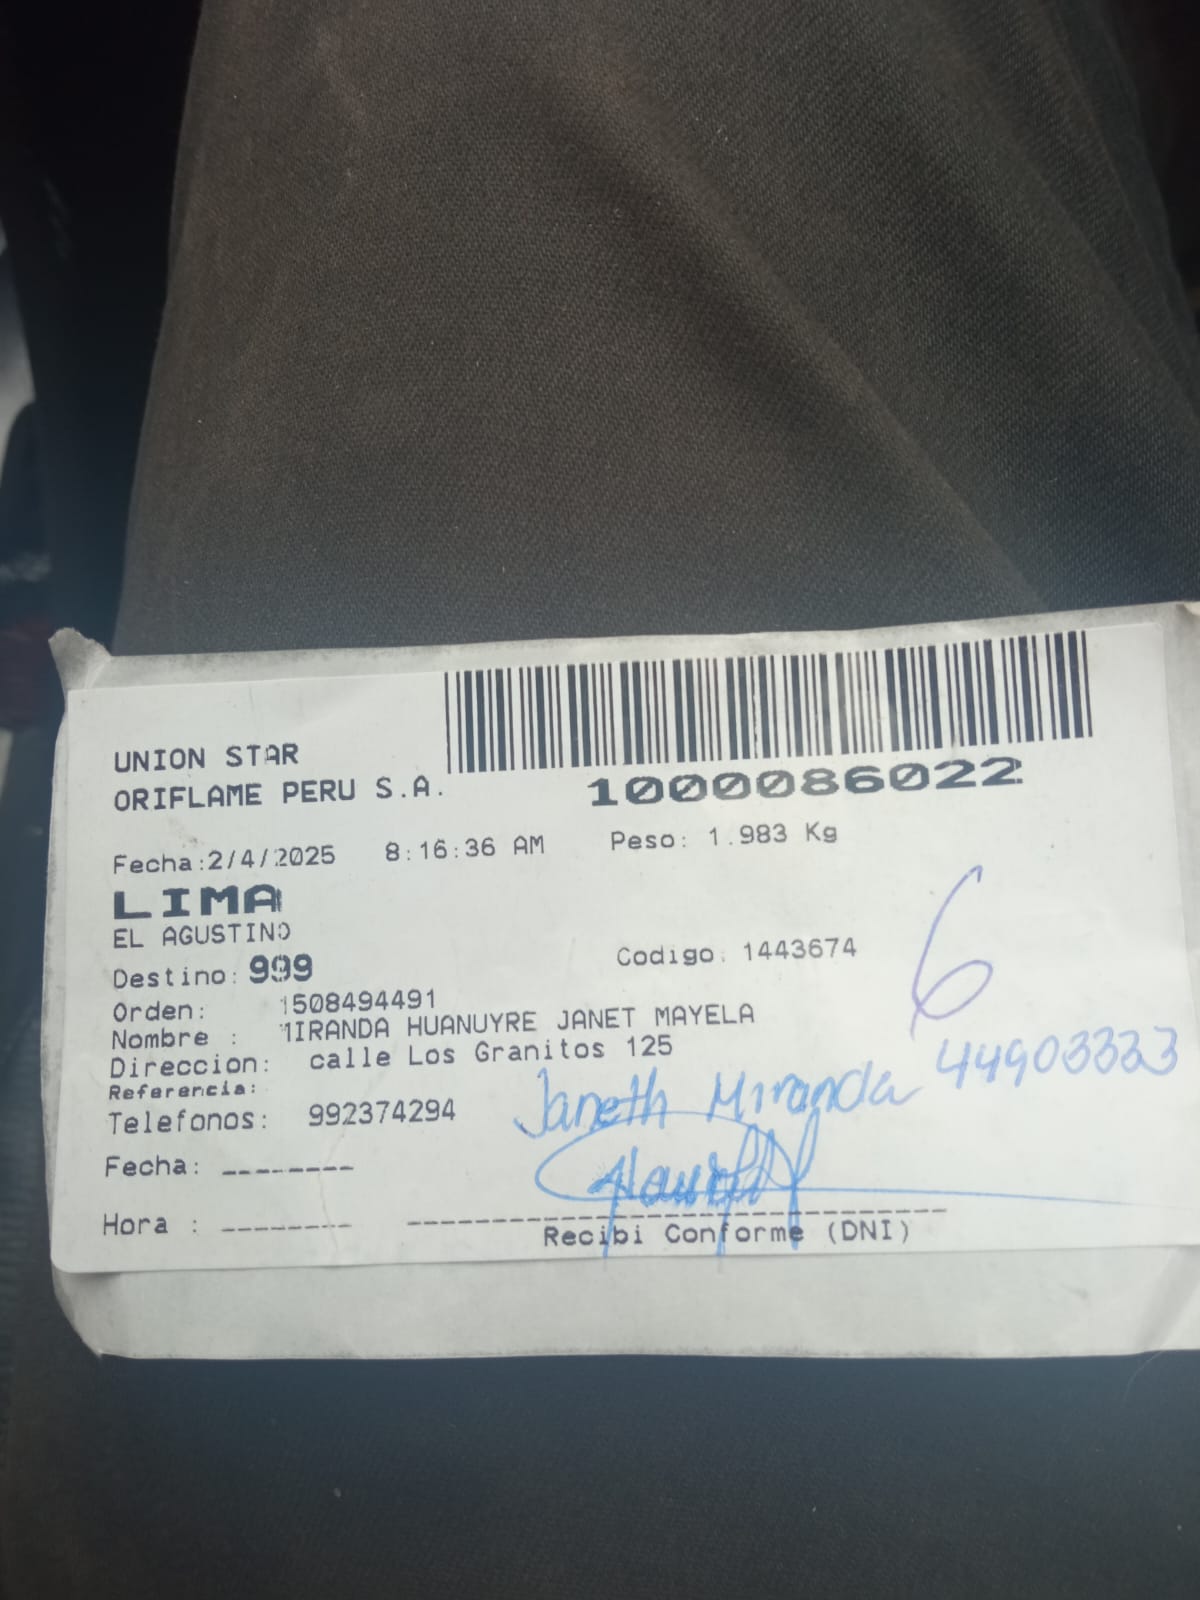 UNION STAR
ORIFLAME PERU S.A.
1000086022
Fecha:2/4/2025 8:16:36 AM Peso: 1.983 Kg
LIMA
EL AGUSTINO
Destino: 999 Codigo: 1443674
6
Orden: 1508494491
Nombre : MIRANDA HUANUYRE JANET MAYELA
Direccion: calle Los Granitos 125
Referencia:
Telefonos: 992374294
Janeth Miranda 44903333
Fecha: --------
Hora : --------
Recibi Conforme (DNI)